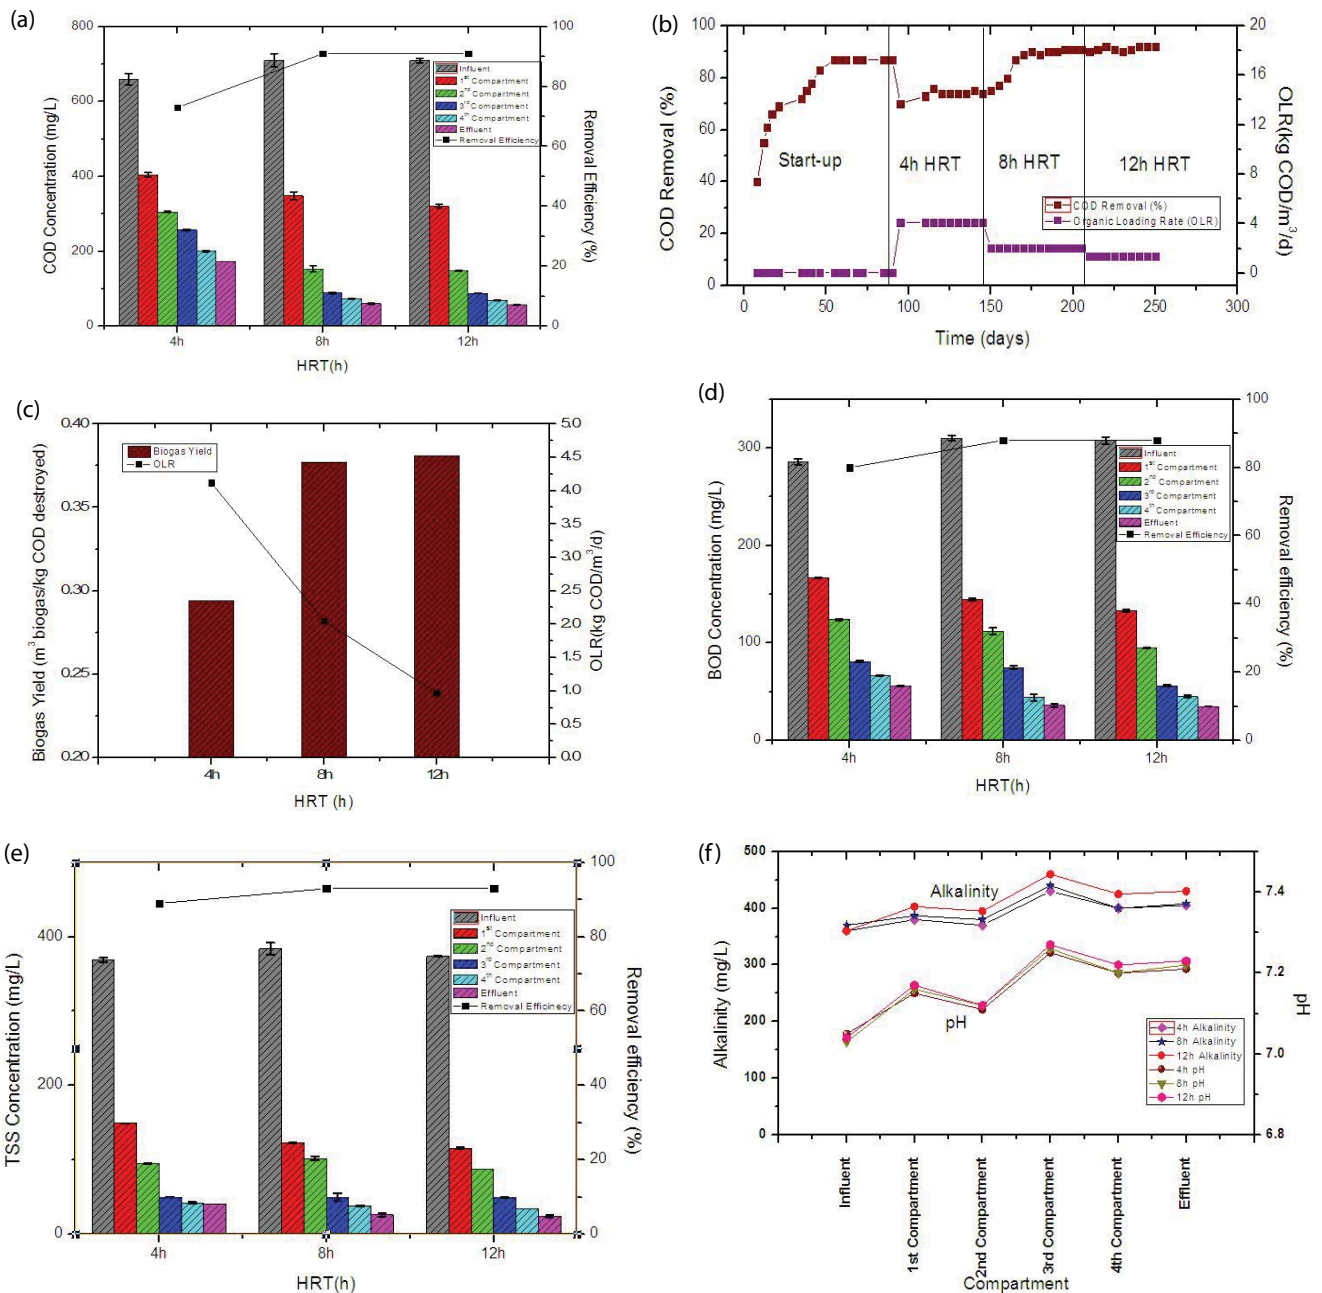 (a)
800
600
400
200
0
COD Concentration (mg/L)
100
80
60
40
20
0
Removal Efficiency (%)
Influent
1st Compartment
2nd Compartment
3rd Compartment
4th Compartment
Effluent
Removal Efficiency
4h
8h
12h
HRT(h)
(b)
100
80
60
40
20
0
COD Removal (%)
20
16
12
8
4
0
OLR(kg COD/m3/d)
Start-up
4h HRT
8h HRT
12h HRT
COD Removal (%)
Organic Loading Rate (OLR)
0
50
100
150
200
250
300
Time (days)
(c)
0.40
0.35
0.30
0.25
0.20
Biogas Yield (m3 biogas/kg COD destroyed)
5.0
4.5
4.0
3.5
3.0
2.5
2.0
1.5
1.0
0.5
0.0
OLR(kg COD/m3/d)
Biogas Yield
OLR
4h
8h
12h
HRT (h)
(d)
300
200
100
0
BOD Concentration (mg/L)
100
80
60
40
20
0
Removal efficiency (%)
Influent
1st Compartment
2nd Compartment
3rd Compartment
4th Compartment
Effluent
Removal Efficiency
4h
8h
12h
HRT(h)
(e)
400
200
0
TSS Concentration (mg/L)
100
80
60
40
20
0
Removal efficiency (%)
Influent
1st Compartment
2nd Compartment
3rd Compartment
4th Compartment
Effluent
Removal Efficinecy
4h
8h
12h
HRT(h)
(f)
500
450
400
350
300
250
200
150
100
50
0
Alkalinity (mg/L)
7.4
7.2
7.0
6.8
pH
Alkalinity
pH
4h Alkalinity
8h Alkalinity
12h Alkalinity
4h pH
8h pH
12h pH
Influent
1st Compartment
2nd Compartment
3rd Compartment
4th Compartment
Effluent
Compartment